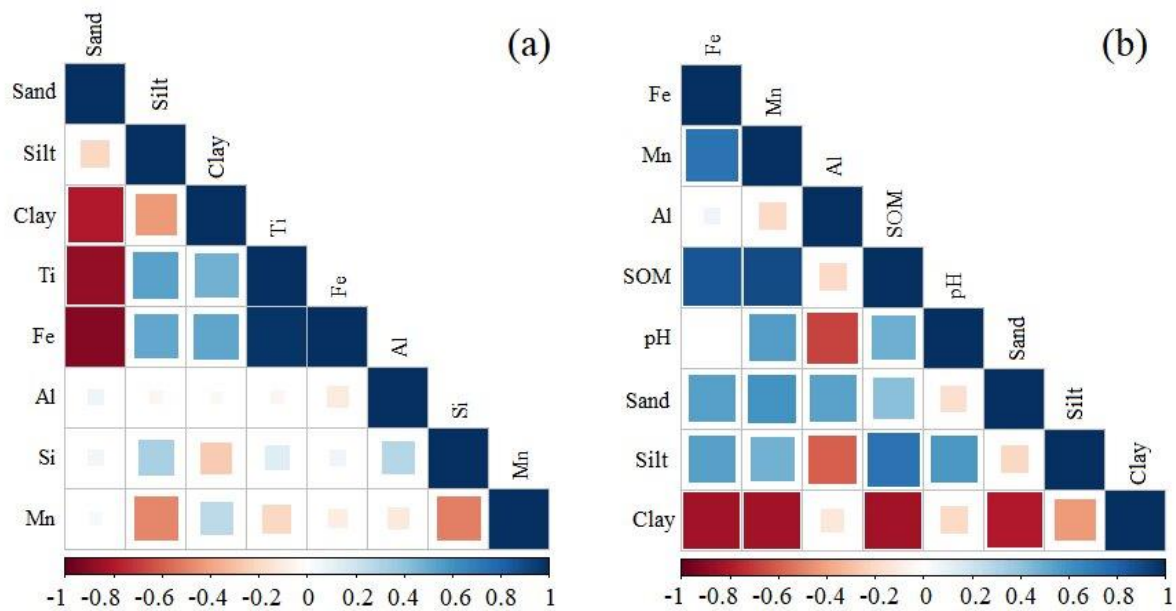 (a)
Sand
Silt
Clay
Ti
Fe
Al
Si
Mn
Sand
Silt
Clay
Ti
Fe
Al
Si
Mn
-1 -0.8 -0.6 -0.4 -0.2 0 0.2 0.4 0.6 0.8 1
(b)
Fe
Mn
Al
SOM
pH
Sand
Silt
Clay
Fe
Mn
Al
SOM
pH
Sand
Silt
Clay
-1 -0.8 -0.6 -0.4 -0.2 0 0.2 0.4 0.6 0.8 1